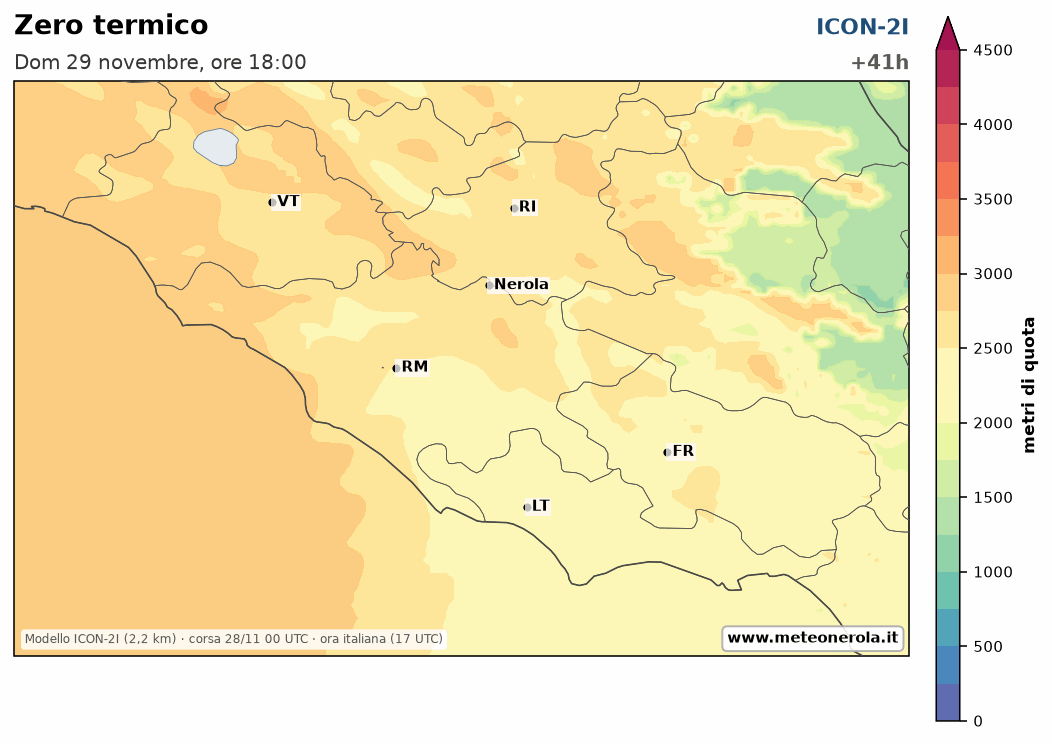 Zero termico
ICON-2I
Dom 29 novembre, ore 18:00
+41h
VT
RI
Nerola
RM
FR
LT
Modello ICON-2I (2,2 km) · corsa 28/11 00 UTC · ora italiana (17 UTC)
www.meteonerola.it
4500
4000
3500
3000
2500
2000
1500
1000
500
0
metri di quota